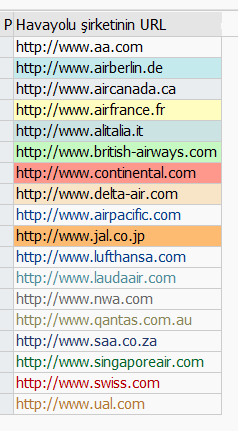 P Havayolu şirketinin URL
http://www.aa.com
http://www.airberlin.de
http://www.aircanada.ca
http://www.airfrance.fr
http://www.alitalia.it
http://www.british-airways.com
http://www.continental.com
http://www.delta-air.com
http://www.airpacific.com
http://www.jal.co.jp
http://www.lufthansa.com
http://www.laudaair.com
http://www.nwa.com
http://www.qantas.com.au
http://www.saa.co.za
http://www.singaporeair.com
http://www.swiss.com
http://www.ual.com